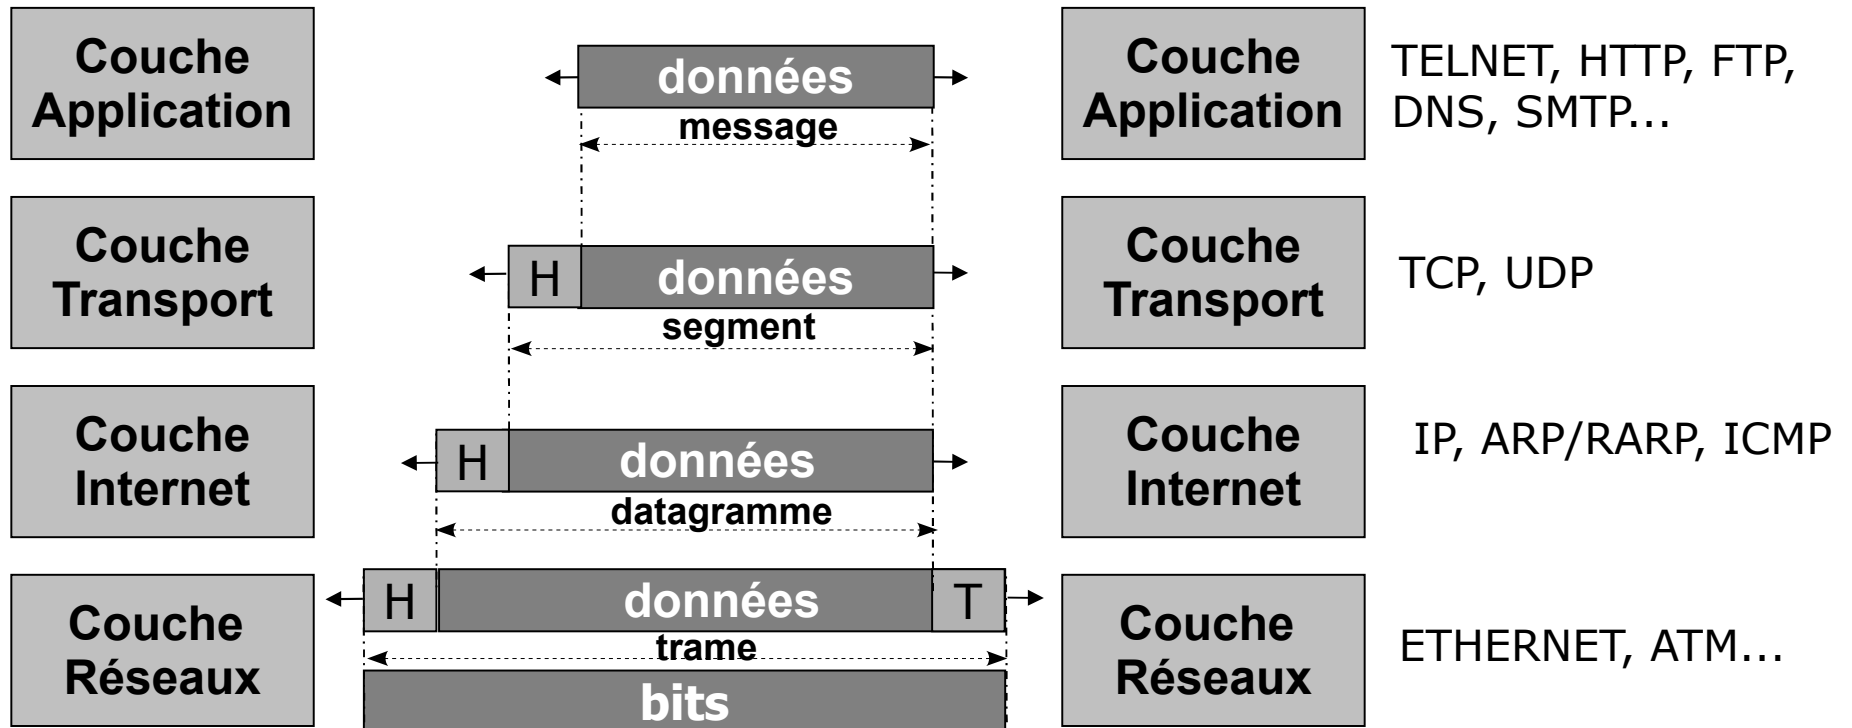 Couche
Application
données
message
Couche
Application
TELNET, HTTP, FTP,
DNS, SMTP...
Couche
Transport
H
données
segment
Couche
Transport
TCP, UDP
Couche
Internet
H
données
datagramme
Couche
Internet
IP, ARP/RARP, ICMP
Couche
Réseaux
H
données
T
trame
bits
Couche
Réseaux
ETHERNET, ATM...